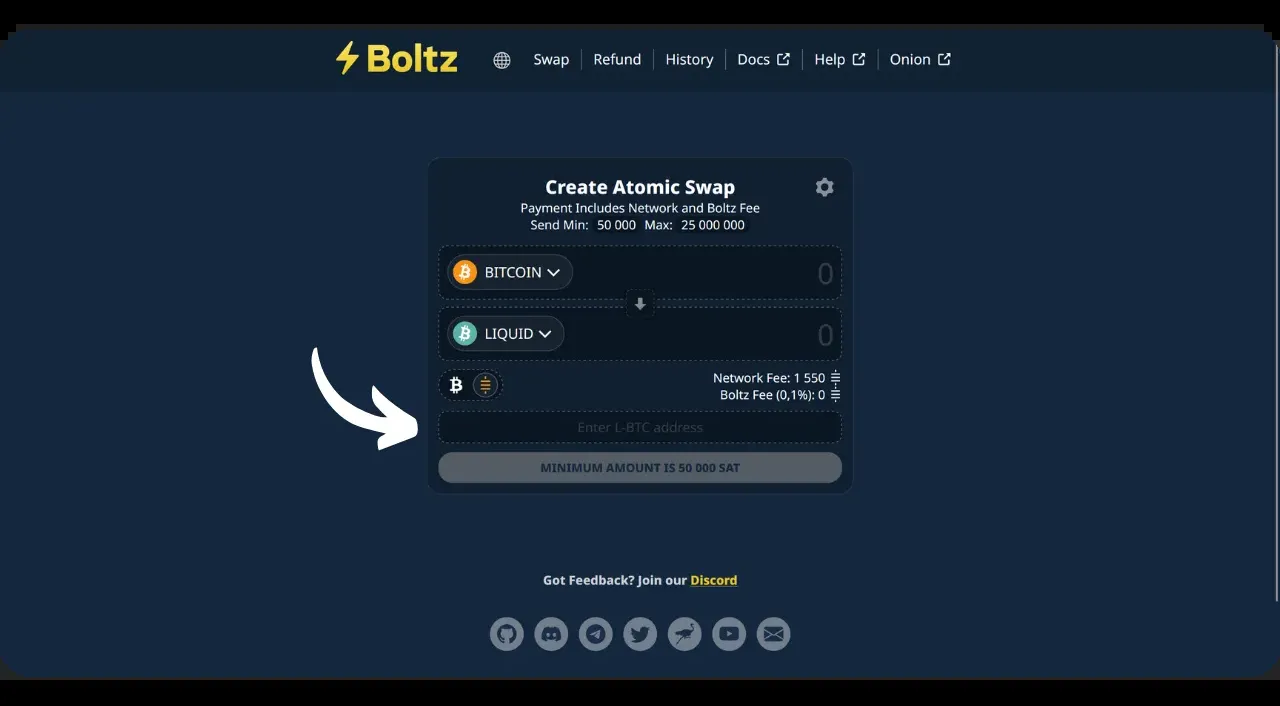 Boltz
Swap
Refund
History
Docs
Help
Onion
Create Atomic Swap
Payment Includes Network and Boltz Fee
Send Min: 50 000 Max: 25 000 000
BITCOIN 0
LIQUID 0
Network Fee: 1 550
Boltz Fee (0,1%): 0
Enter L-BTC address
MINIMUM AMOUNT IS 50 000 SAT
Got Feedback? Join our Discord